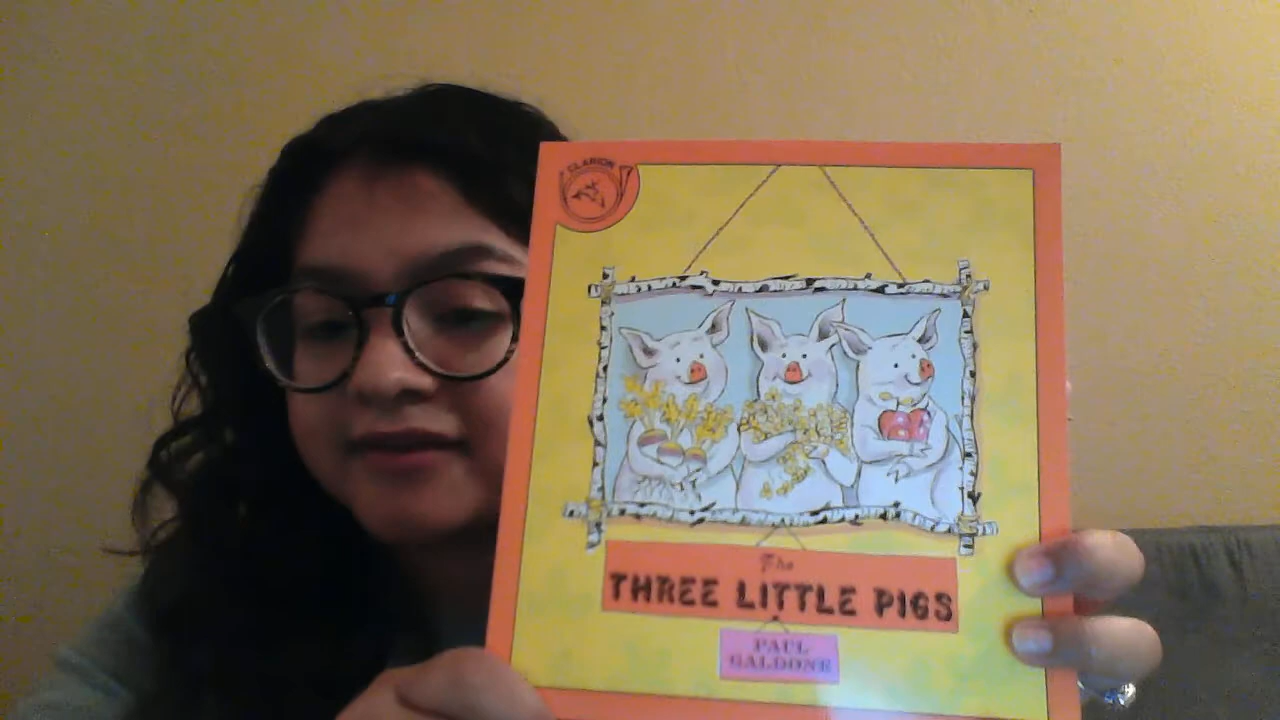 CLARION
The
THREE LITTLE PIGS
PAUL
GALDONE